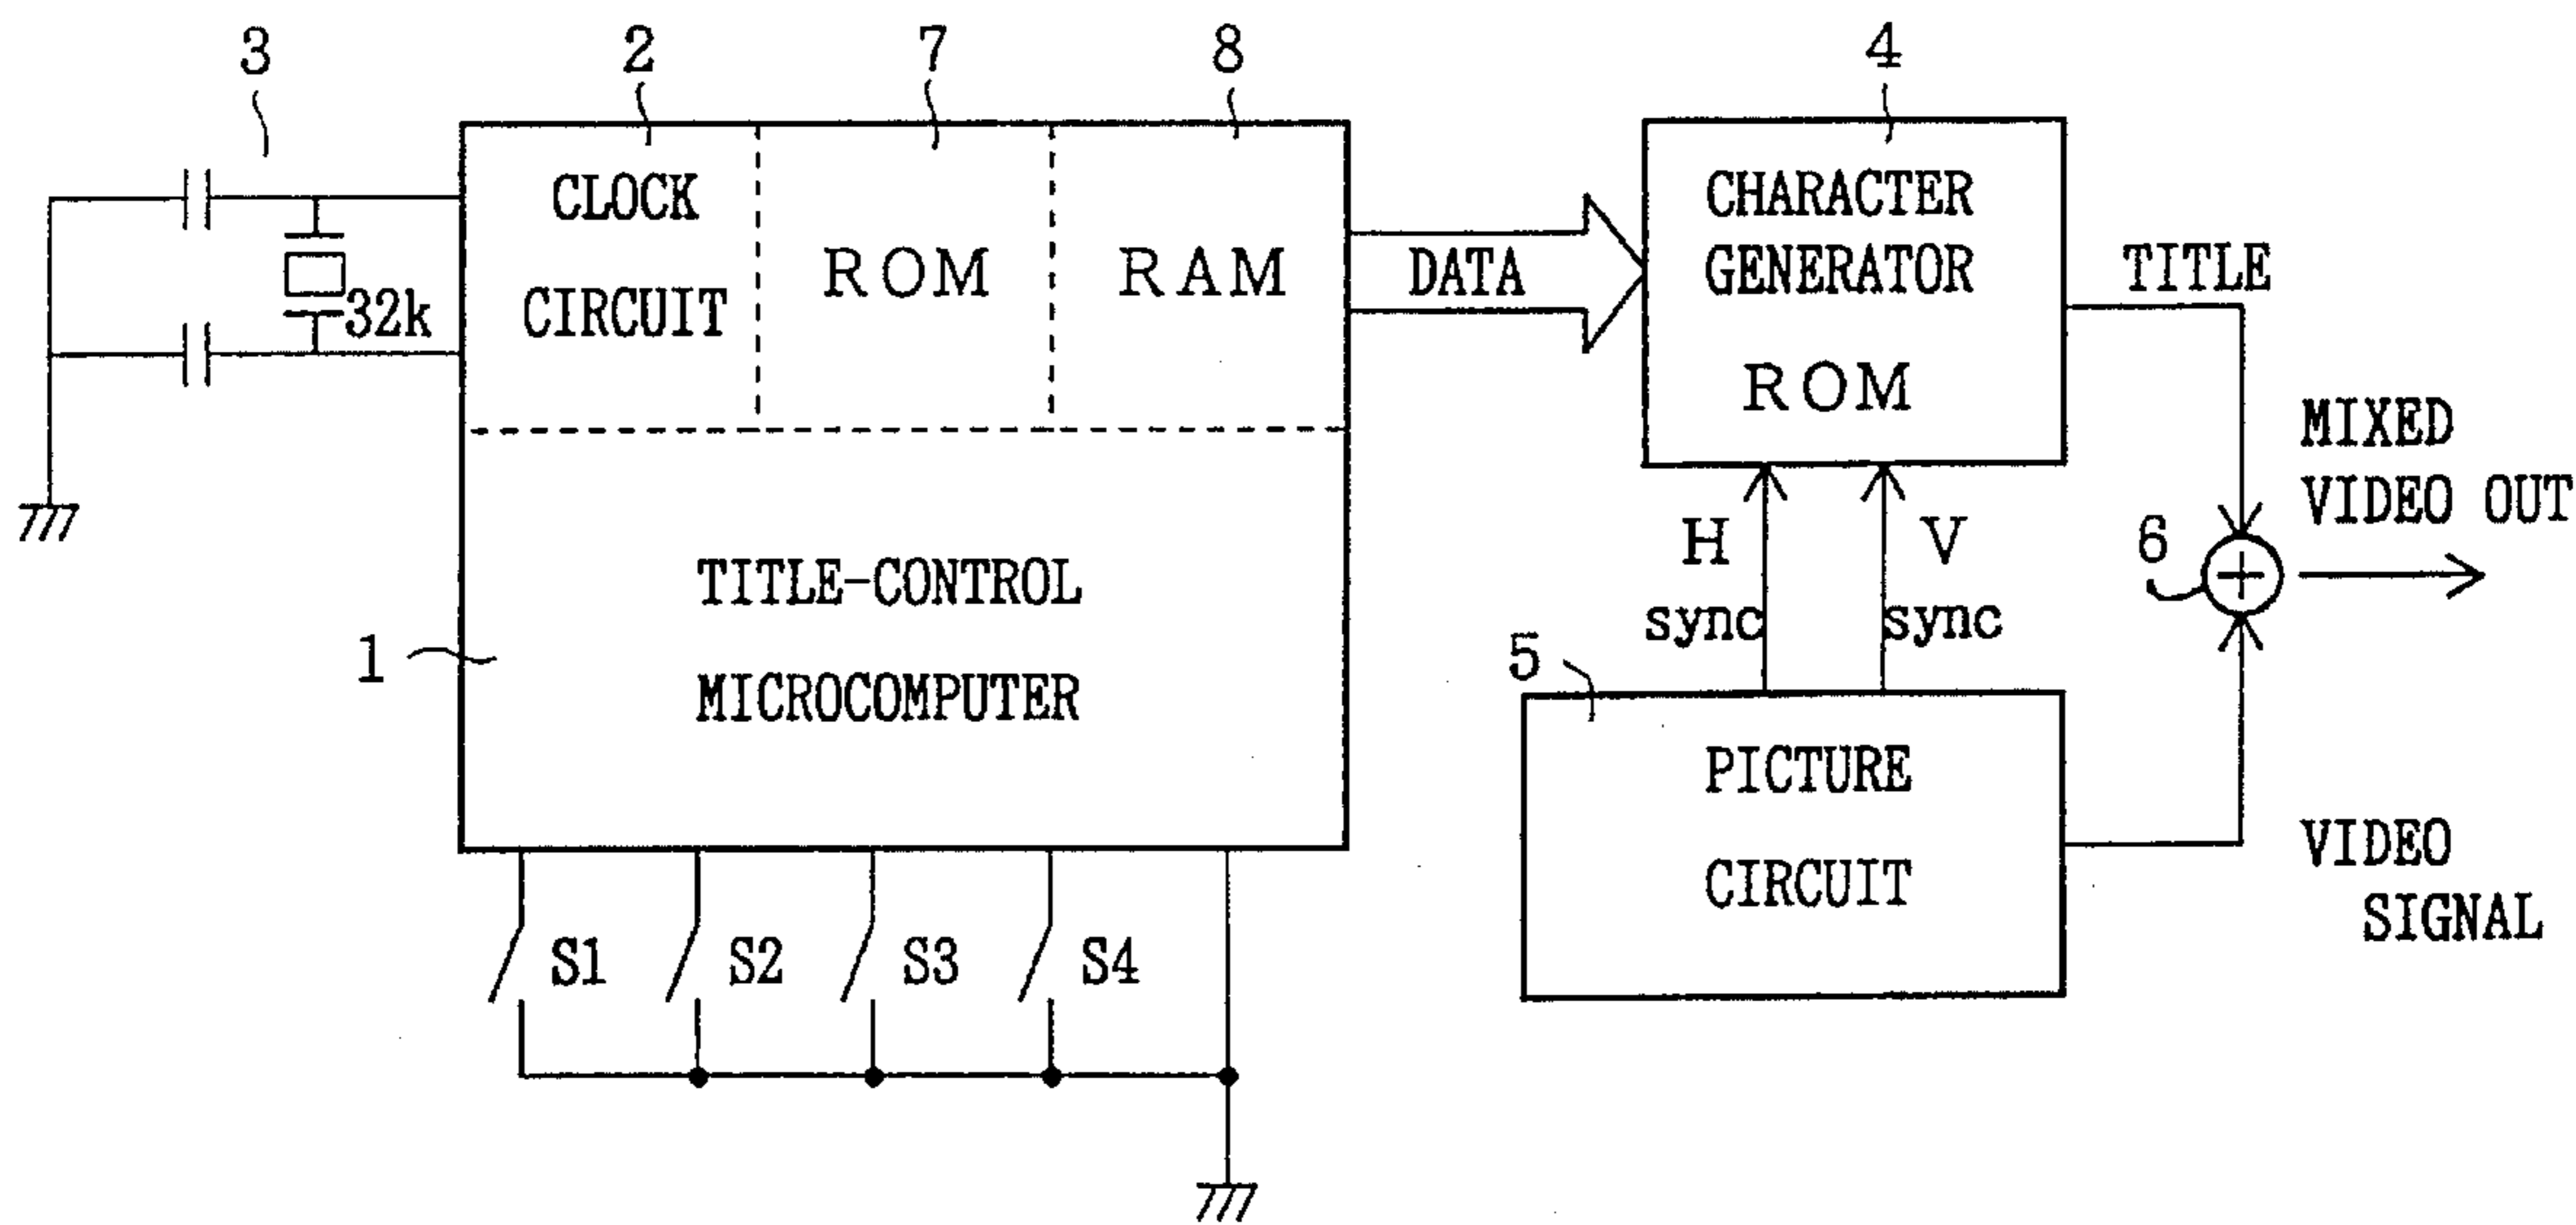 3
2
7
8
4
CLOCK
CIRCUIT
ROM
RAM
32k
DATA
CHARACTER
GENERATOR
ROM
TITLE
MIXED
VIDEO OUT
H
sync
V
sync
6
TITLE-CONTROL
MICROCOMPUTER
1
5
PICTURE
CIRCUIT
VIDEO
SIGNAL
S1
S2
S3
S4